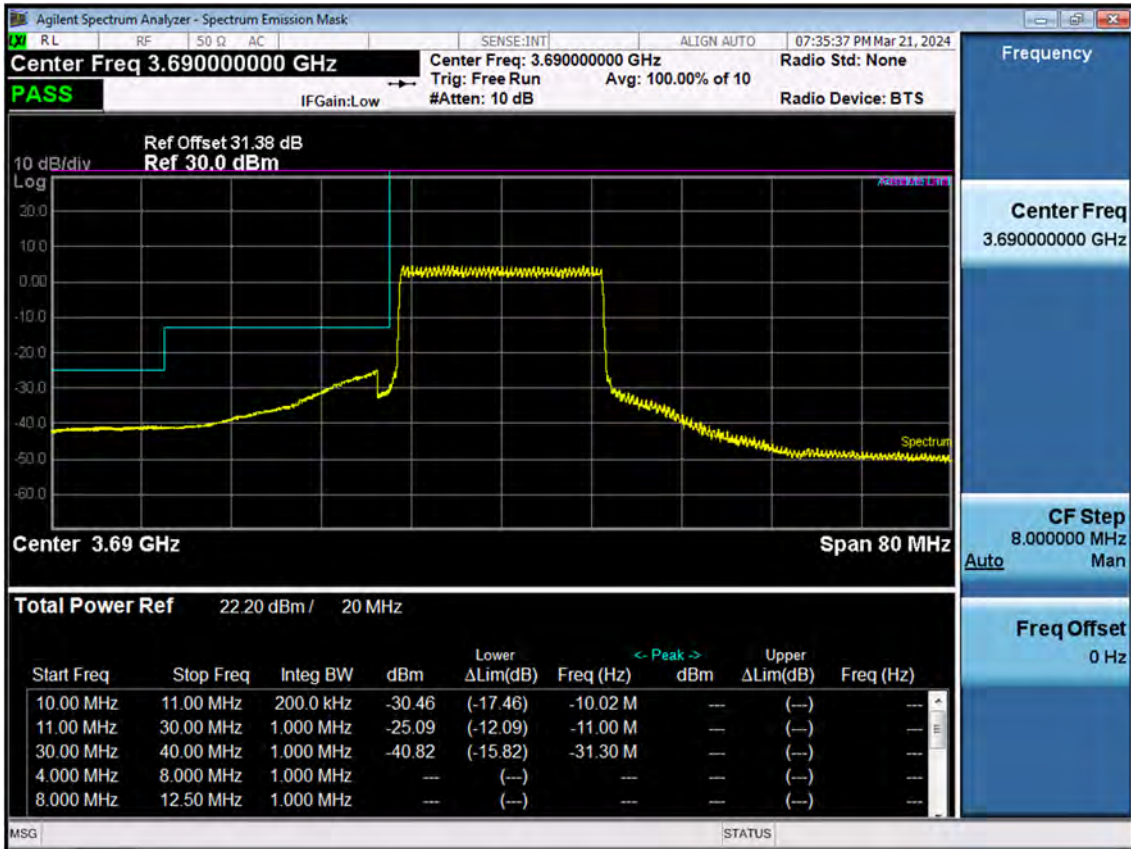 Agilent Spectrum Analyzer - Spectrum Emission Mask
LXI RL RF 50 Ω AC SENSE:INT ALIGN AUTO 07:35:37 PM Mar 21, 2024
Center Freq 3.690000000 GHz
Center Freq: 3.690000000 GHz
Radio Std: None
Trig: Free Run Avg: 100.00% of 10
PASS
IFGain:Low
#Atten: 10 dB
Radio Device: BTS
Ref Offset 31.38 dB
10 dB/div Ref 30.0 dBm
Log
Absolute Limit
20.0
10.0
0.00
-10.0
-20.0
-30.0
-40.0
Spectrum
-50.0
-60.0
Center 3.69 GHz Span 80 MHz
Total Power Ref 22.20 dBm / 20 MHz
Lower <- Peak -> Upper
Start Freq Stop Freq Integ BW dBm ΔLim(dB) Freq (Hz) dBm ΔLim(dB) Freq (Hz)
10.00 MHz 11.00 MHz 200.0 kHz -30.46 (-17.46) -10.02 M --- (---) ---
11.00 MHz 30.00 MHz 1.000 MHz -25.09 (-12.09) -11.00 M --- (---) ---
30.00 MHz 40.00 MHz 1.000 MHz -40.82 (-15.82) -31.30 M --- (---) ---
4.000 MHz 8.000 MHz 1.000 MHz --- (---) --- --- (---) ---
8.000 MHz 12.50 MHz 1.000 MHz --- (---) --- --- (---) ---
MSG STATUS
Frequency
Center Freq
3.690000000 GHz
CF Step
8.000000 MHz
Auto Man
Freq Offset
0 Hz